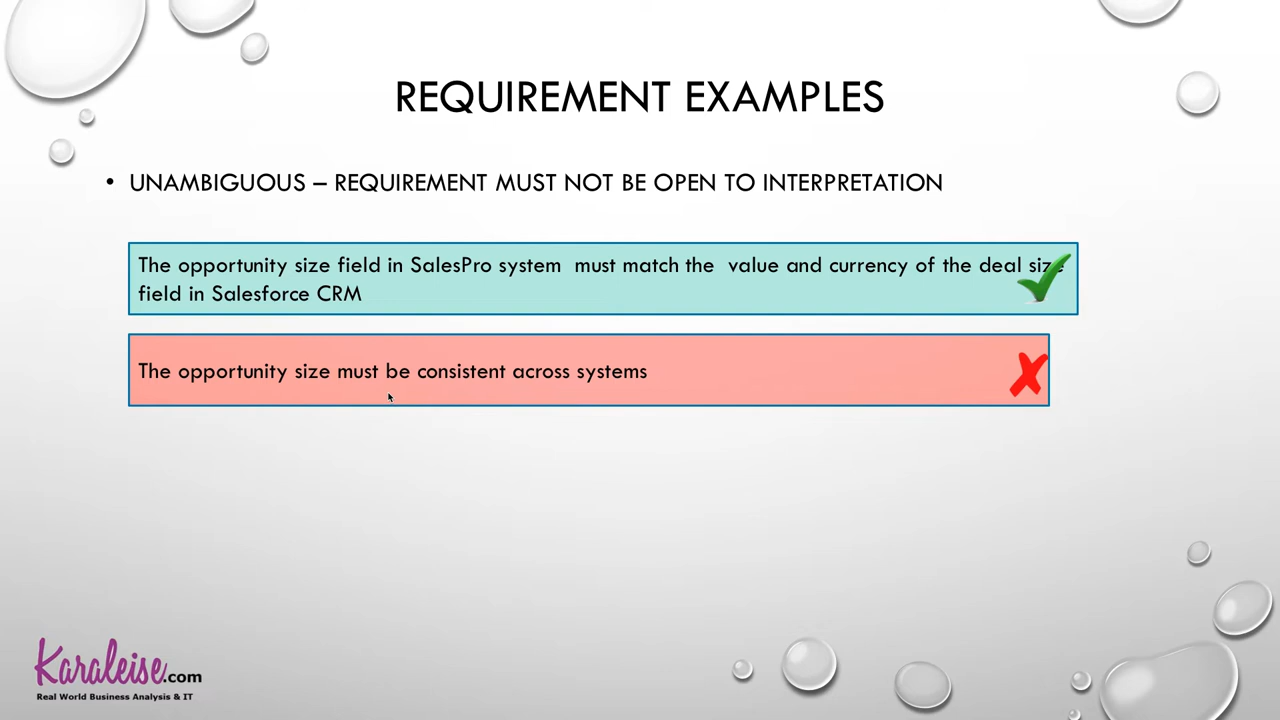 REQUIREMENT EXAMPLES
• UNAMBIGUOUS – REQUIREMENT MUST NOT BE OPEN TO INTERPRETATION
The opportunity size field in SalesPro system must match the value and currency of the deal size
field in Salesforce CRM
The opportunity size must be consistent across systems
Karaleise.com
Real World Business Analysis & IT